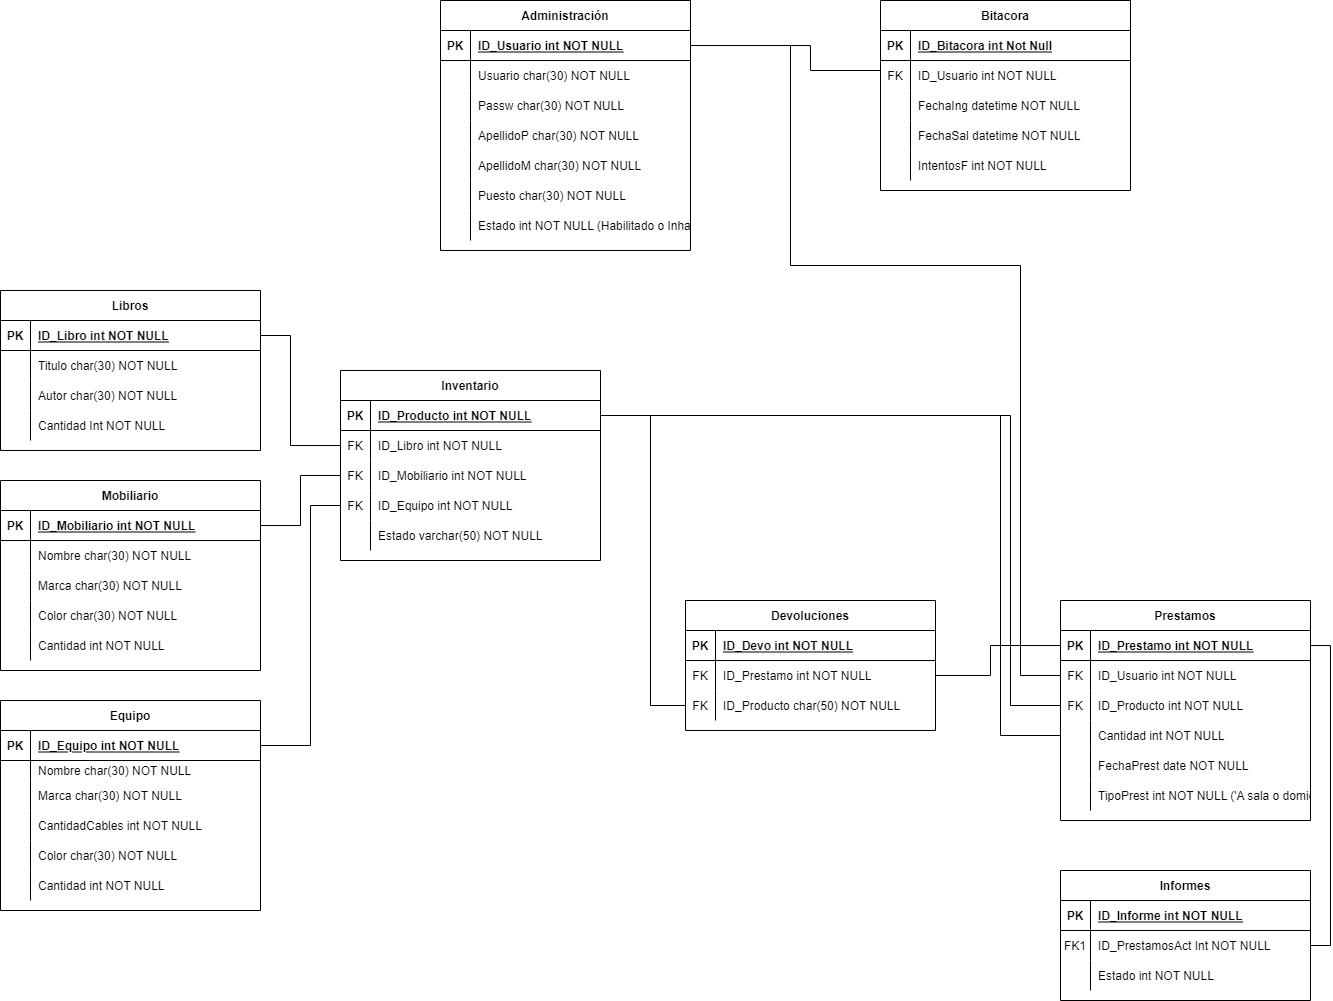 Administración
PK ID_Usuario int NOT NULL
Usuario char(30) NOT NULL
Passw char(30) NOT NULL
ApellidoP char(30) NOT NULL
ApellidoM char(30) NOT NULL
Puesto char(30) NOT NULL
Estado int NOT NULL (Habilitado o Inha
Bitacora
PK ID_Bitacora int Not Null
FK ID_Usuario int NOT NULL
FechaIng datetime NOT NULL
FechaSal datetime NOT NULL
IntentosF int NOT NULL
Libros
PK ID_Libro int NOT NULL
Titulo char(30) NOT NULL
Autor char(30) NOT NULL
Cantidad Int NOT NULL
Inventario
PK ID_Producto int NOT NULL
FK ID_Libro int NOT NULL
FK ID_Mobiliario int NOT NULL
FK ID_Equipo int NOT NULL
Estado varchar(50) NOT NULL
Mobiliario
PK ID_Mobiliario int NOT NULL
Nombre char(30) NOT NULL
Marca char(30) NOT NULL
Color char(30) NOT NULL
Cantidad int NOT NULL
Equipo
PK ID_Equipo int NOT NULL
Nombre char(30) NOT NULL
Marca char(30) NOT NULL
CantidadCables int NOT NULL
Color char(30) NOT NULL
Cantidad int NOT NULL
Devoluciones
PK ID_Devo int NOT NULL
FK ID_Prestamo int NOT NULL
FK ID_Producto char(50) NOT NULL
Prestamos
PK ID_Prestamo int NOT NULL
FK ID_Usuario int NOT NULL
FK ID_Producto int NOT NULL
Cantidad int NOT NULL
FechaPrest date NOT NULL
TipoPrest int NOT NULL ('A sala o domi
Informes
PK ID_Informe int NOT NULL
FK1 ID_PrestamosAct Int NOT NULL
Estado int NOT NULL